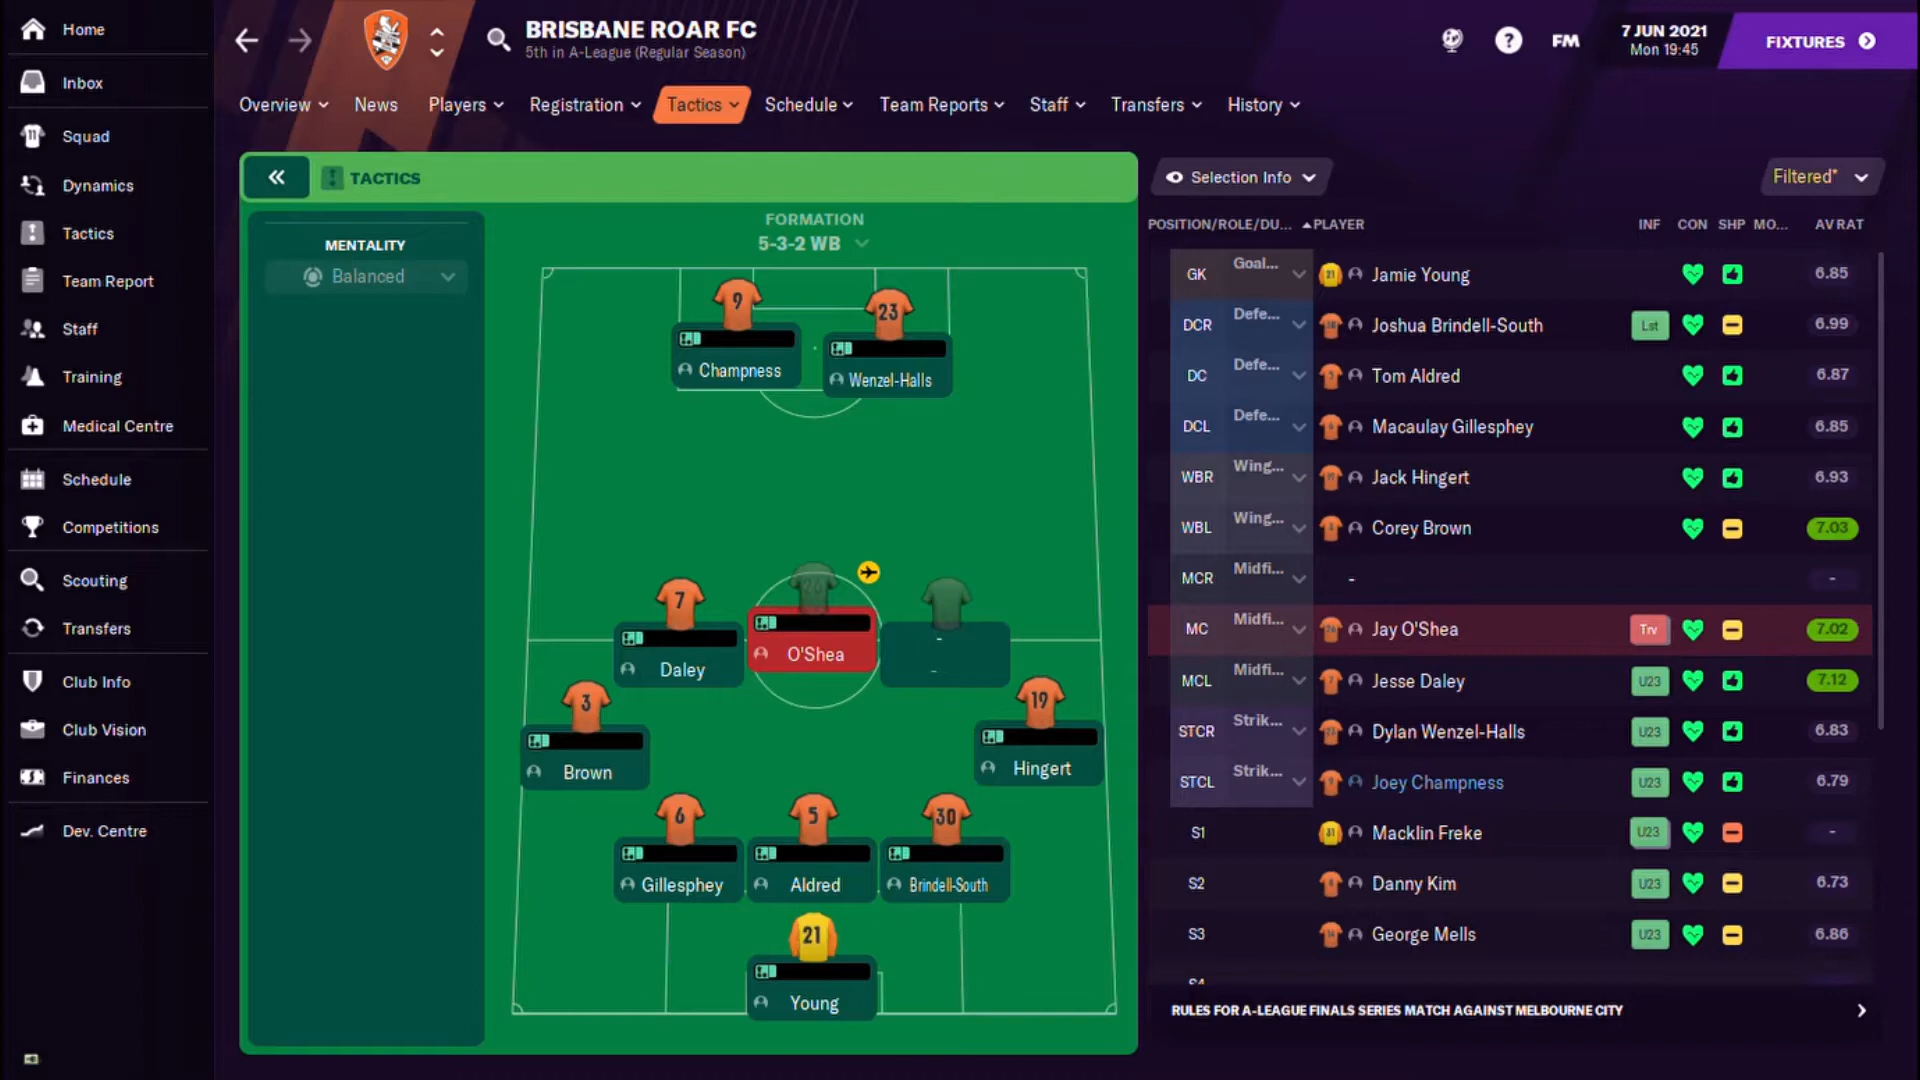 Home
Inbox
Squad
Dynamics
Tactics
Team Report
Staff
Training
Medical Centre
Schedule
Competitions
Scouting
Transfers
Club Info
Club Vision
Finances
Dev. Centre
BRISBANE ROAR FC
5th in A-League (Regular Season)
FM
7 JUN 2021
Mon 19:45
FIXTURES
Overview News Players Registration Tactics Schedule Team Reports Staff Transfers History
TACTICS
MENTALITY
Balanced
FORMATION
5-3-2 WB
9
Champness
23
Wenzel-Halls
7
Daley
26
O'Shea
-
-
3
Brown
19
Hingert
6
Gillesphey
5
Aldred
30
Brindell-South
21
Young
Selection Info
Filtered*
POSITION/ROLE/DU... PLAYER INF CON SHP MO... AV RAT
GK Goal... 21 Jamie Young 6.85
DCR Defe... Joshua Brindell-South Lst 6.99
DC Defe... Tom Aldred 6.87
DCL Defe... Macaulay Gillesphey 6.85
WBR Wing... Jack Hingert 6.93
WBL Wing... Corey Brown 7.03
MCR Midfi... - -
MC Midfi... Jay O'Shea Trv 7.02
MCL Midfi... Jesse Daley U23 7.12
STCR Strik... Dylan Wenzel-Halls U23 6.83
STCL Strik... Joey Champness U23 6.79
S1 31 Macklin Freke U23 -
S2 Danny Kim U23 6.73
S3 George Mells U23 6.86
S4
RULES FOR A-LEAGUE FINALS SERIES MATCH AGAINST MELBOURNE CITY